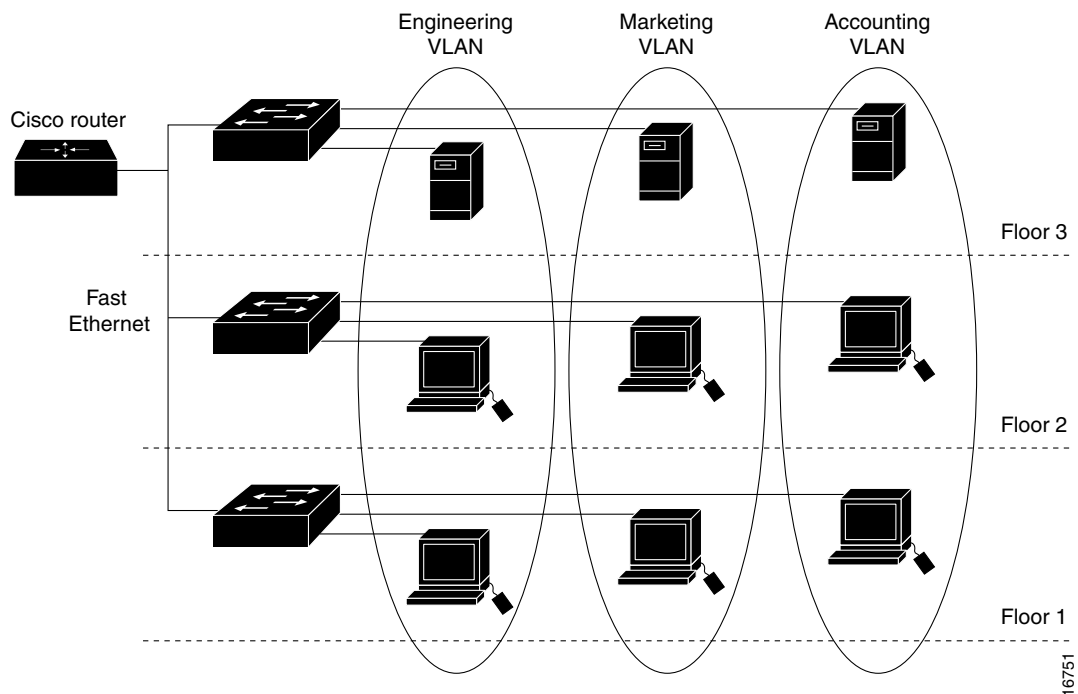 Engineering
VLAN
Marketing
VLAN
Accounting
VLAN
Cisco router
Floor 3
Fast
Ethernet
Floor 2
Floor 1
16751